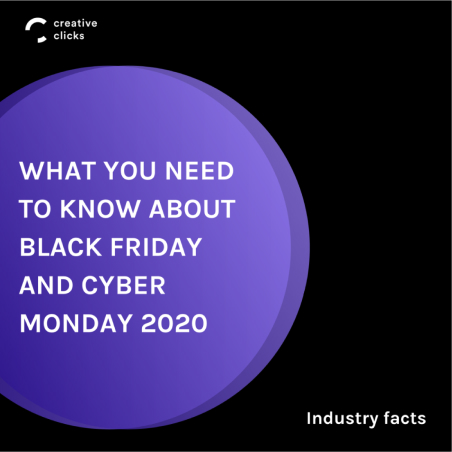 creative
clicks
WHAT YOU NEED
TO KNOW ABOUT
BLACK FRIDAY
AND CYBER
MONDAY 2020
Industry facts